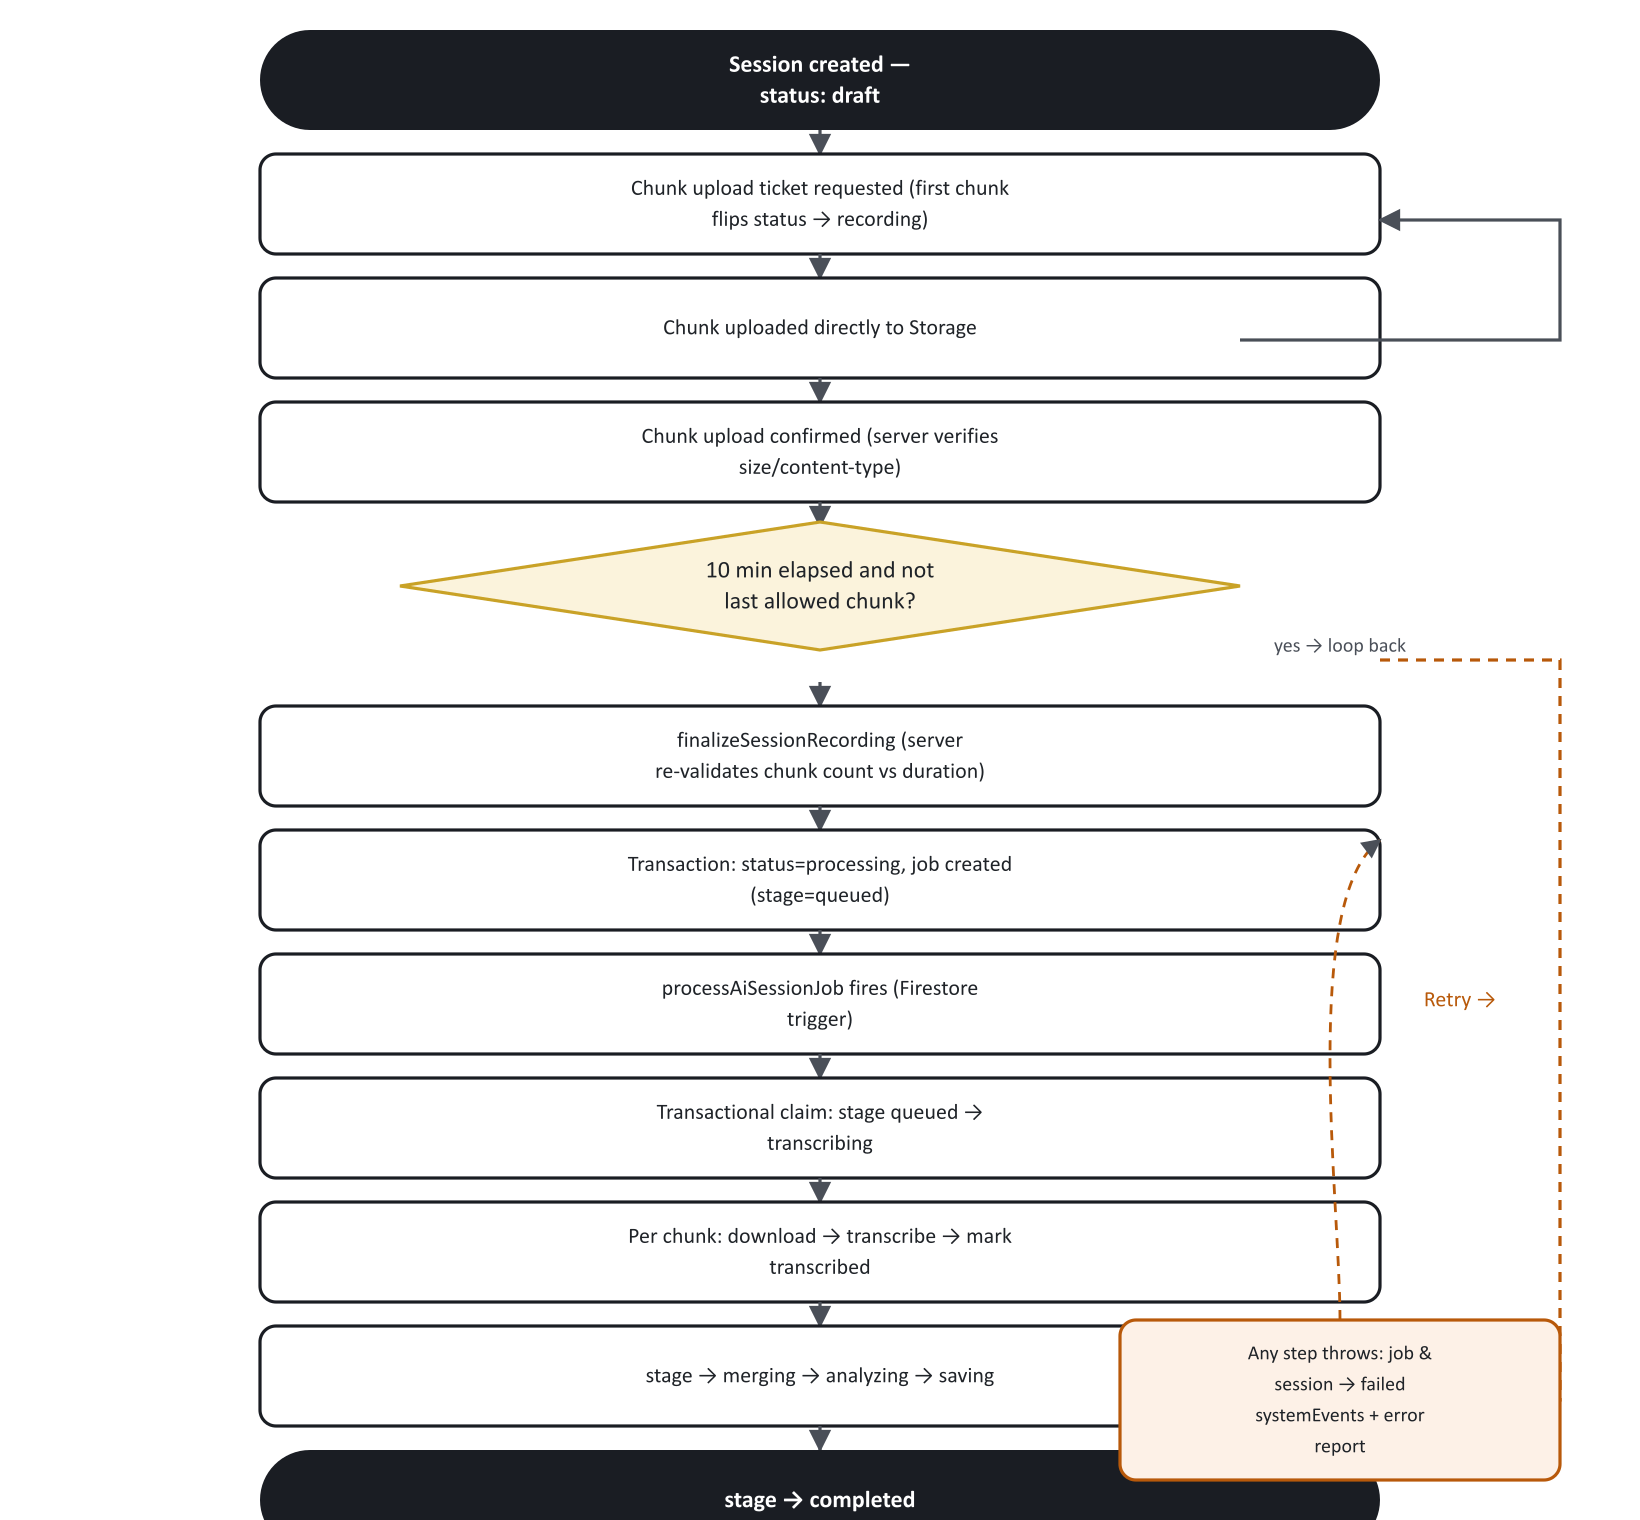 Session created —
status: draft
Chunk upload ticket requested (first chunk
flips status → recording)
Chunk uploaded directly to Storage
Chunk upload confirmed (server verifies
size/content-type)
10 min elapsed and not
last allowed chunk?
yes → loop back
finalizeSessionRecording (server
re-validates chunk count vs duration)
Transaction: status=processing, job created
(stage=queued)
processAiSessionJob fires (Firestore
trigger)
Retry →
Transactional claim: stage queued →
transcribing
Per chunk: download → transcribe → mark
transcribed
stage → merging → analyzing → saving
Any step throws: job &
session → failed
systemEvents + error
report
stage → completed